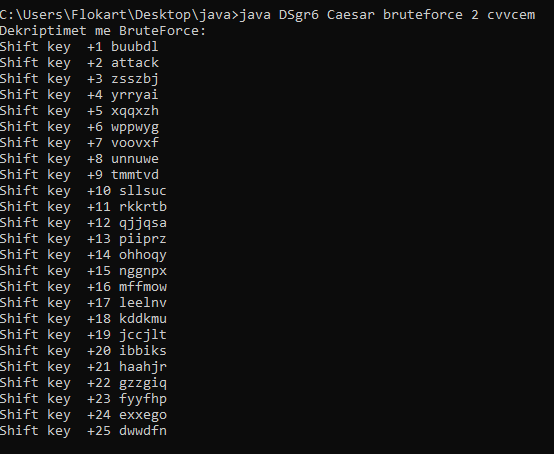 C:\Users\Flokart\Desktop\java>java DSgr6 Caesar bruteforce 2 cvvcem
Dekriptimet me BruteForce:
Shift key  +1 buubdl
Shift key  +2 attack
Shift key  +3 zsszbj
Shift key  +4 yrryai
Shift key  +5 xqqxzh
Shift key  +6 wppwyg
Shift key  +7 voovxf
Shift key  +8 unnuwe
Shift key  +9 tmmtvd
Shift key  +10 sllsuc
Shift key  +11 rkkrtb
Shift key  +12 qjjqsa
Shift key  +13 piiprz
Shift key  +14 ohhoqy
Shift key  +15 nggnpx
Shift key  +16 mffmow
Shift key  +17 leelnv
Shift key  +18 kddkmu
Shift key  +19 jccjlt
Shift key  +20 ibbiks
Shift key  +21 haahjr
Shift key  +22 gzzgiq
Shift key  +23 fyyfhp
Shift key  +24 exxego
Shift key  +25 dwwdfn